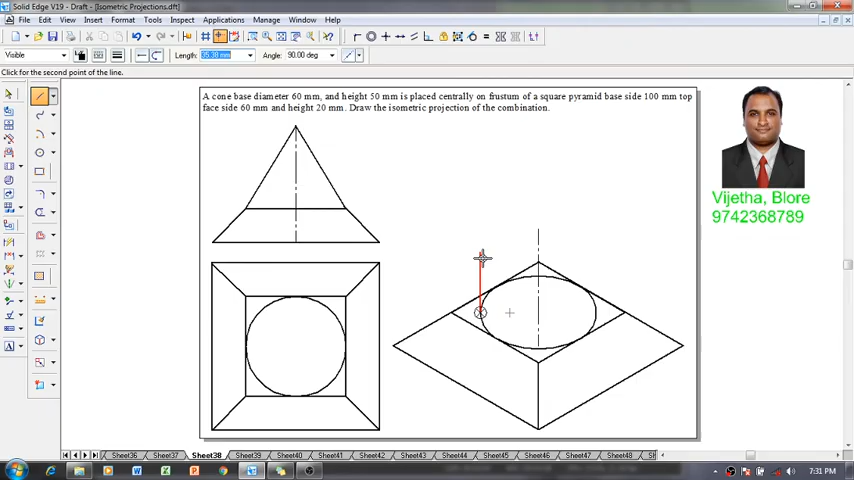 Solid Edge V19 - Draft - [Isometric Projections.dft]
File Edit View Insert Format Tools Inspect Applications Manage Window Help
Visible Length: Angle: 90.00 deg
Click for the second point of the line.
A cone base diameter 60 mm, and height 50 mm is placed centrally on frustum of a square pyramid base side 100 mm top
face side 60 mm and height 20 mm. Draw the isometric projection of the combination.
Vijetha, Blore
9742368789
Sheet36 Sheet37 Sheet38 Sheet39 Sheet40 Sheet41 Sheet42 Sheet43 Sheet44 Sheet45 Sheet46 Sheet47 Sheet48
7:31 PM